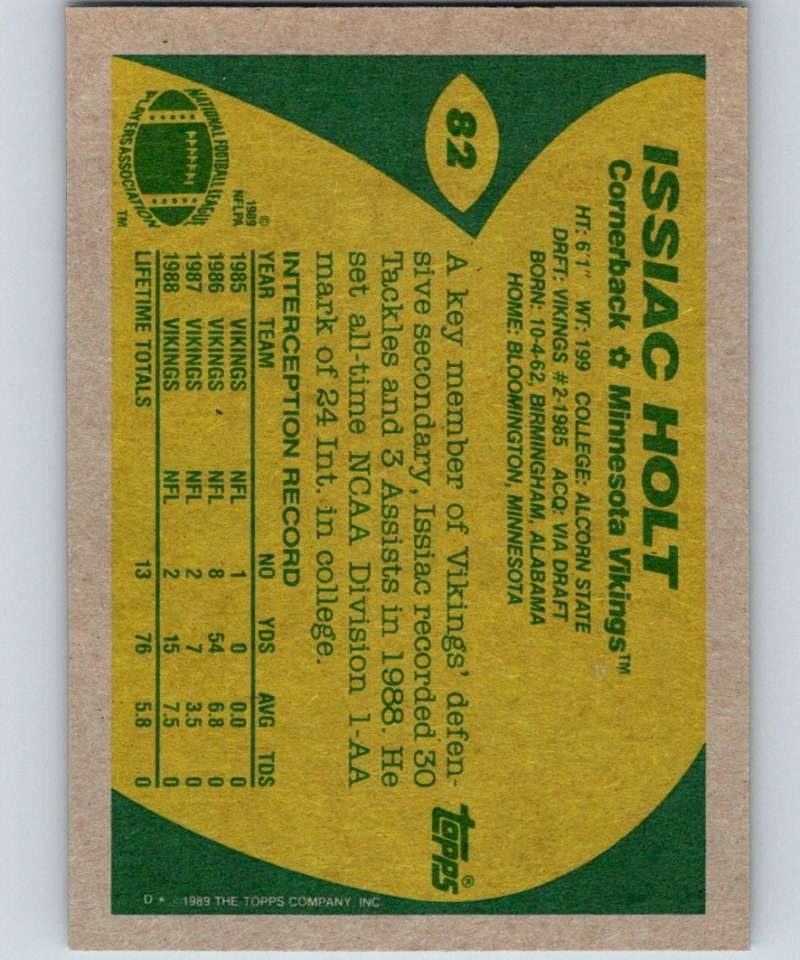 82
ISSIAC HOLT
Cornerback ✩ Minnesota Vikings™
HT: 6'1" WT: 199 COLLEGE: ALCORN STATE
DRFT: VIKINGS #2-1985 ACQ: VIA DRAFT
BORN: 10-4-62, BIRMINGHAM, ALABAMA
HOME: BLOOMINGTON, MINNESOTA
A key member of Vikings' defen-
sive secondary, Issiac recorded 30
Tackles and 3 Assists in 1988. He
set all-time NCAA Division 1-AA
mark of 24 Int. in college.
INTERCEPTION RECORD
YEAR TEAM NO YDS AVG TDS
1985 VIKINGS NFL 1 0 0.0 0
1986 VIKINGS NFL 8 54 6.8 0
1987 VIKINGS NFL 2 7 3.5 0
1988 VIKINGS NFL 2 15 7.5 0
LIFETIME TOTALS 13 76 5.8 0
NATIONAL FOOTBALL LEAGUE
PLAYERS ASSOCIATION
TM
©
1989
NFLPA
topps®
D * 1989 THE TOPPS COMPANY, INC